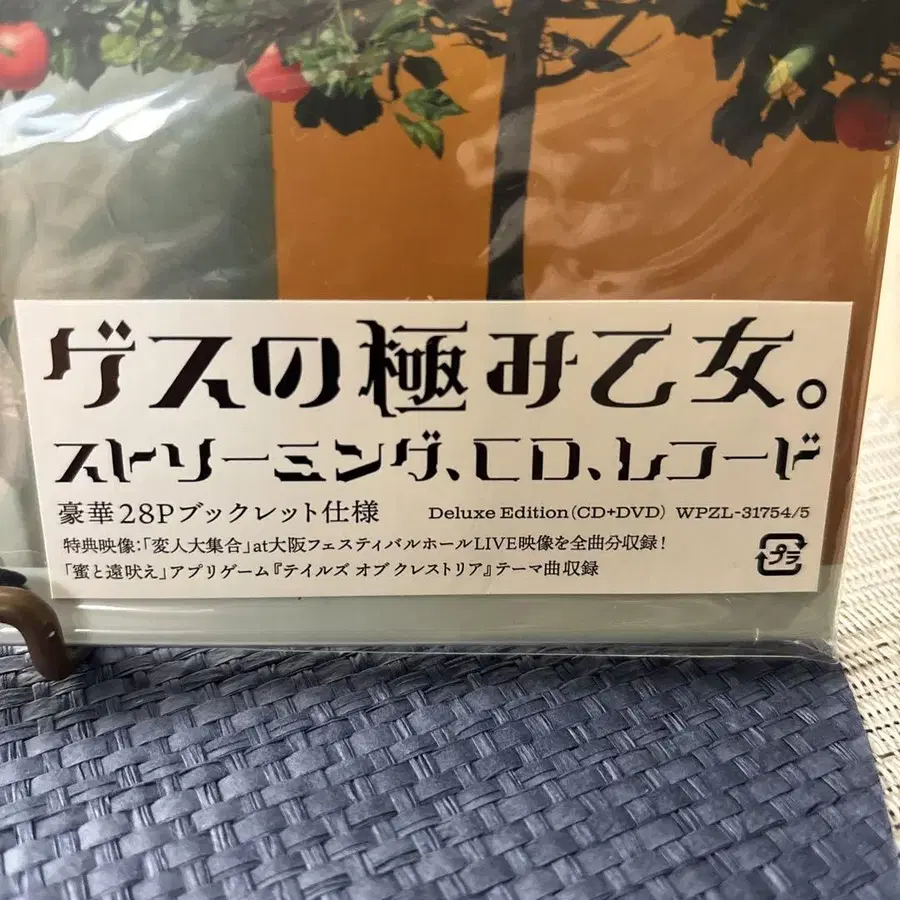 ゲスの極み乙女。
ストリーミング、CD、レコード
豪華28Pブックレット仕様 Deluxe Edition(CD+DVD) WPZL-31754/5
特典映像:「変人大集合」at大阪フェスティバルホールLIVE映像を全曲分収録!
「蜜と遠吠え」アプリゲーム『テイルズ オブ クレストリア』テーマ曲収録
プラ